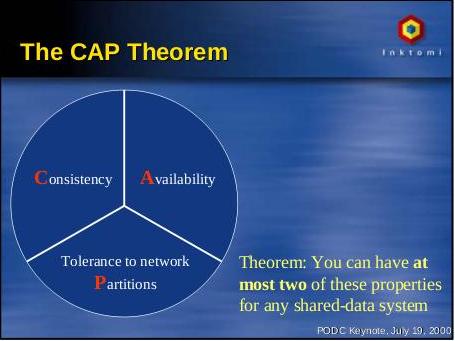 The CAP Theorem
Inktomi
Consistency
Availability
Tolerance to network
Partitions
Theorem: You can have at
most two of these properties
for any shared-data system
PODC Keynote, July 19, 2000